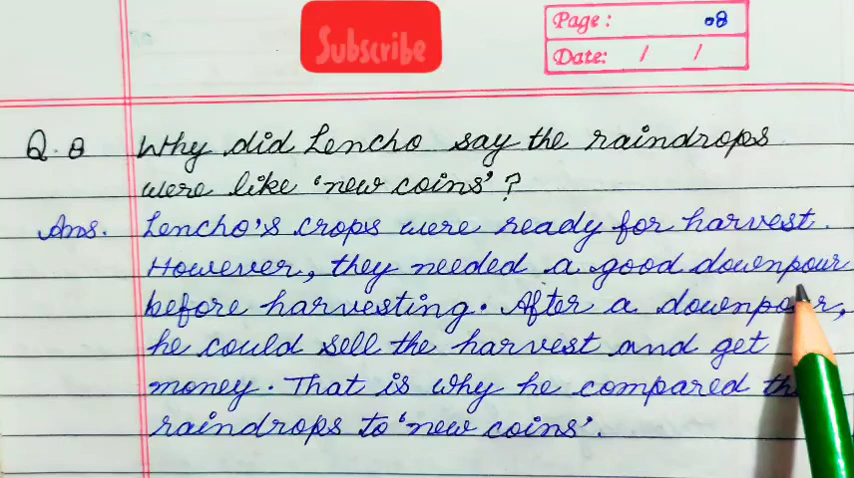 Subscribe
Page: 08
Date: / /
Q.8 Why did Lencho say the raindrops
were like 'new coins'?
Ans. Lencho's crops were ready for harvest.
However, they needed a good downpour
before harvesting. After a downpour,
he could sell the harvest and get
money. That is why he compared the
raindrops to 'new coins'.